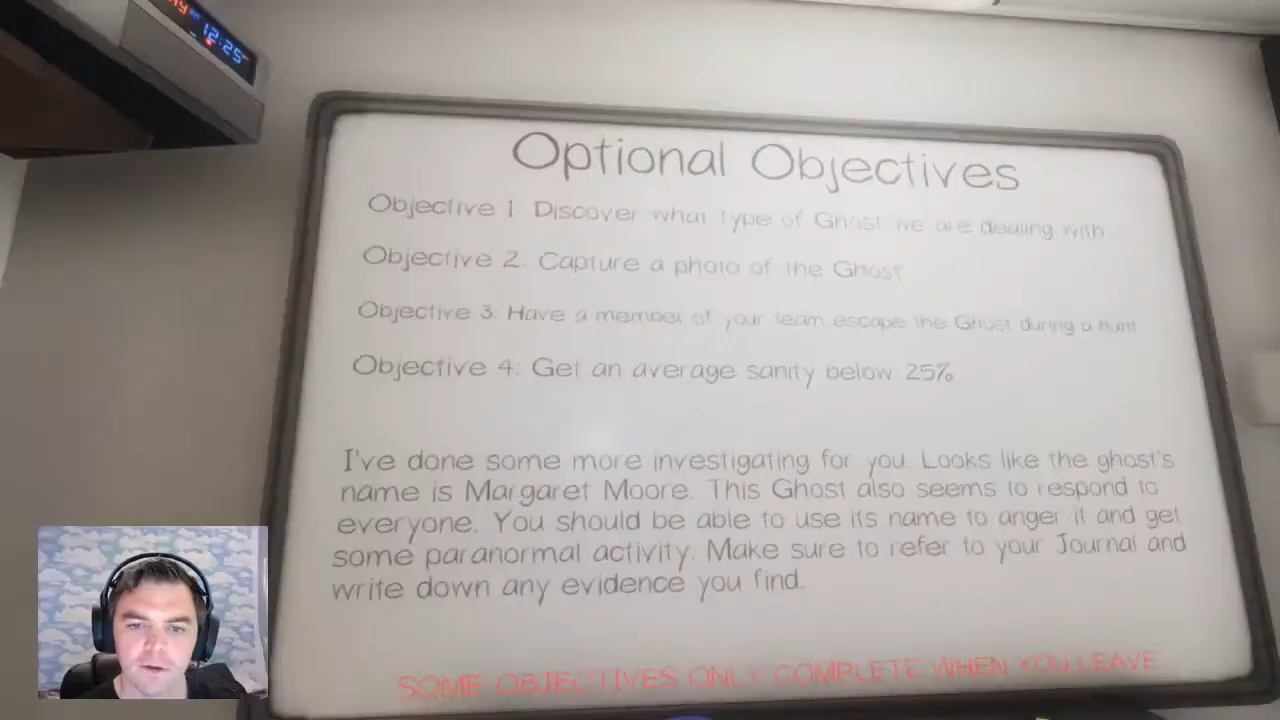 12:25
Optional Objectives
Objective 1: Discover what type of Ghost we are dealing with
Objective 2: Capture a photo of the Ghost
Objective 3: Have a member of your team escape the Ghost during a hunt
Objective 4: Get an average sanity below 25%
I've done some more investigating for you. Looks like the ghost's
name is Margaret Moore. This Ghost also seems to respond to
everyone. You should be able to use its name to anger it and get
some paranormal activity. Make sure to refer to your Journal and
write down any evidence you find.
SOME OBJECTIVES ONLY COMPLETE WHEN YOU LEAVE